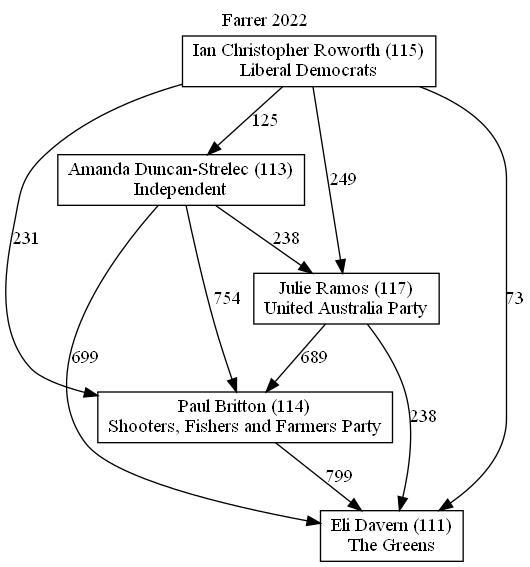 Farrer 2022
Ian Christopher Roworth (115)
Liberal Democrats
125
Amanda Duncan-Strelec (113)
Independent
249
231
238
73
Julie Ramos (117)
United Australia Party
754
699
689
Paul Britton (114)
Shooters, Fishers and Farmers Party
238
799
Eli Davern (111)
The Greens